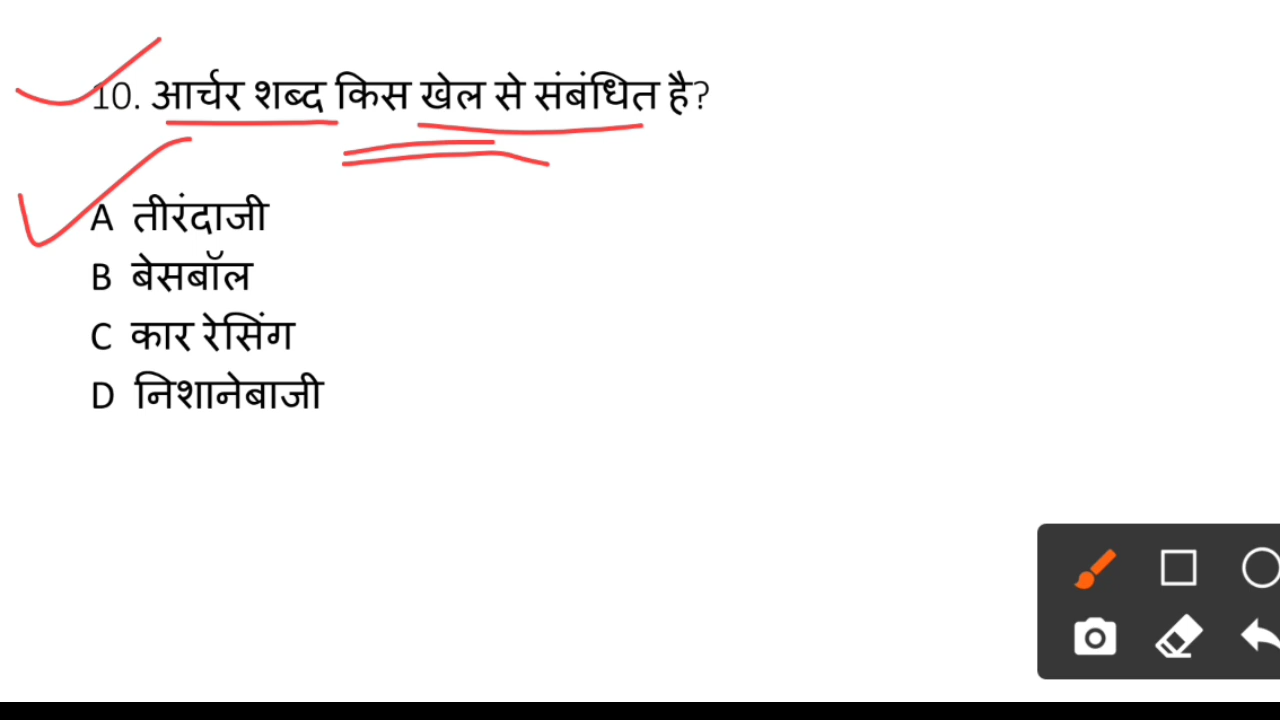 10. आर्चर शब्द किस खेल से संबंधित है?
A तीरंदाजी
B बेसबॉल
C कार रेसिंग
D निशानेबाजी